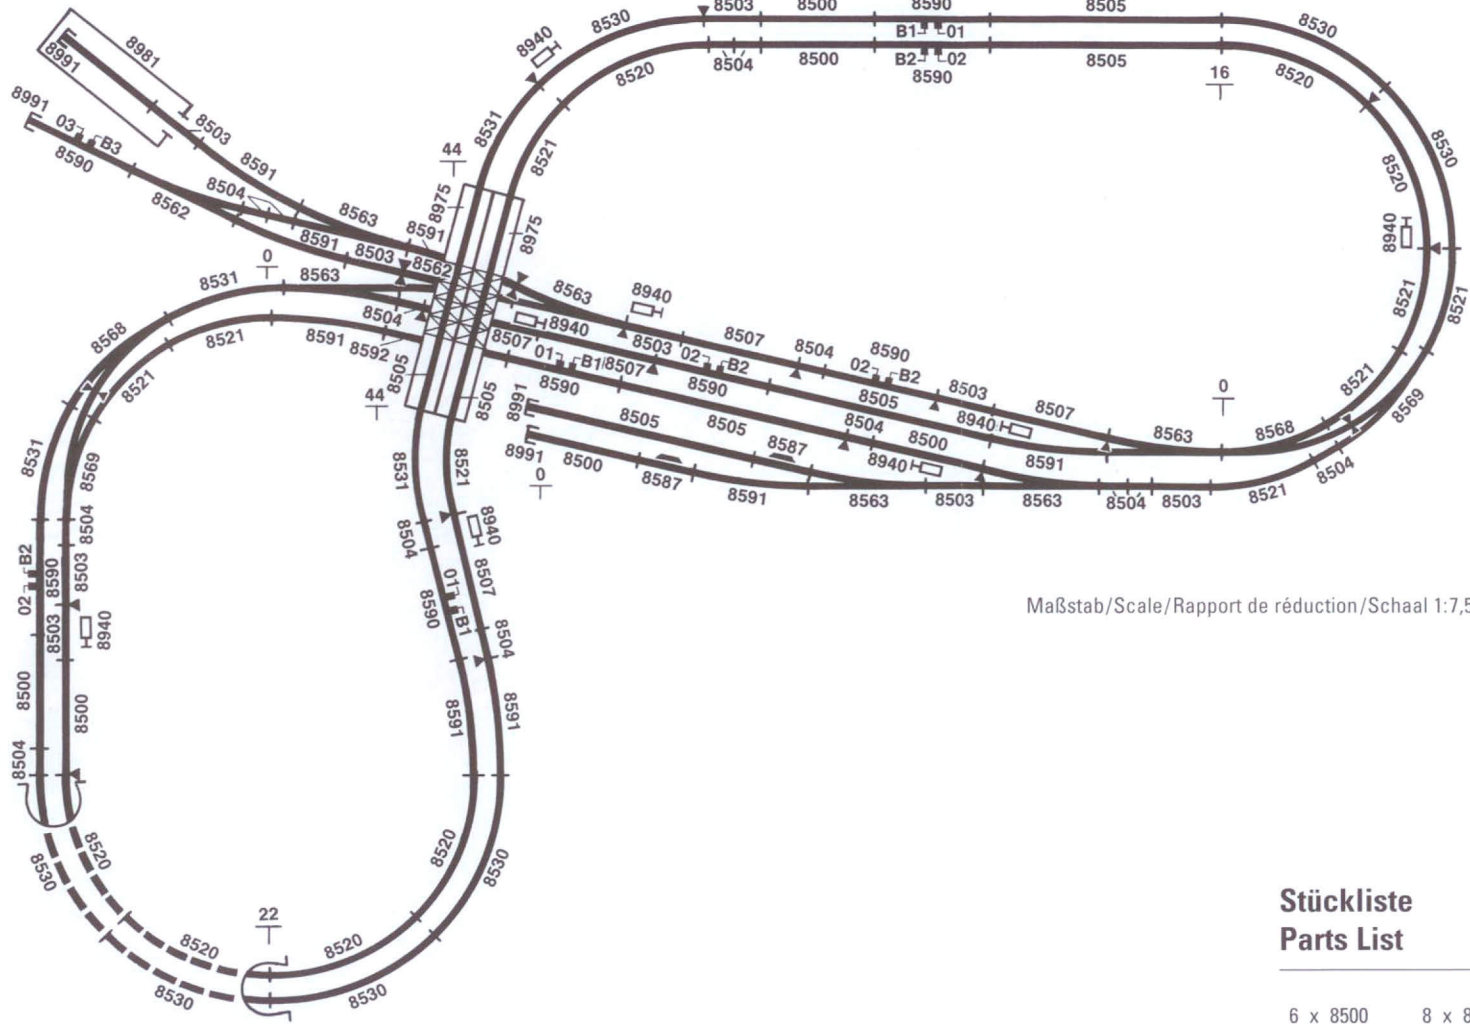 8503 8500 8590 8505
8530 B1 01 8530
8940 8504 8500 B2 02 8505
8520 8590 8520
8981 16
8991
8991 8503
03 B3 8531 8530
8590 8591 44 8521
8504 8975 8520
8562 8563 8591 8975 8940
8591 8503 8562
0
8531 8563 8563 8940 8521 8521
8504 8940
8568 8521 8591 8592 8507 8503 02 B2 8507 8504 8590
01 B1 8507 02 B2 8503
8521 8505 8590 8590 8505 8507 0
44 8505 8991 8940 8521
8505 8505 8504 8500 8563 8568 8569
8531 8569 8531 8521 8991 8587 8940 8591 8504
0 8500 8587 8591 8563 8503 8563 8504 8503 8521
8504 8504 8940
B2 8590 8503 01 8507
02 8503 8940 8590 B1 8504
Maßstab/Scale/Rapport de réduction/Schaal 1:7,5
8500 8500 8591 8591
8504
8520 8520
8530 8530
22
8520 8520
8530 8530
Stückliste
Parts List
6 x 8500 8 x 8